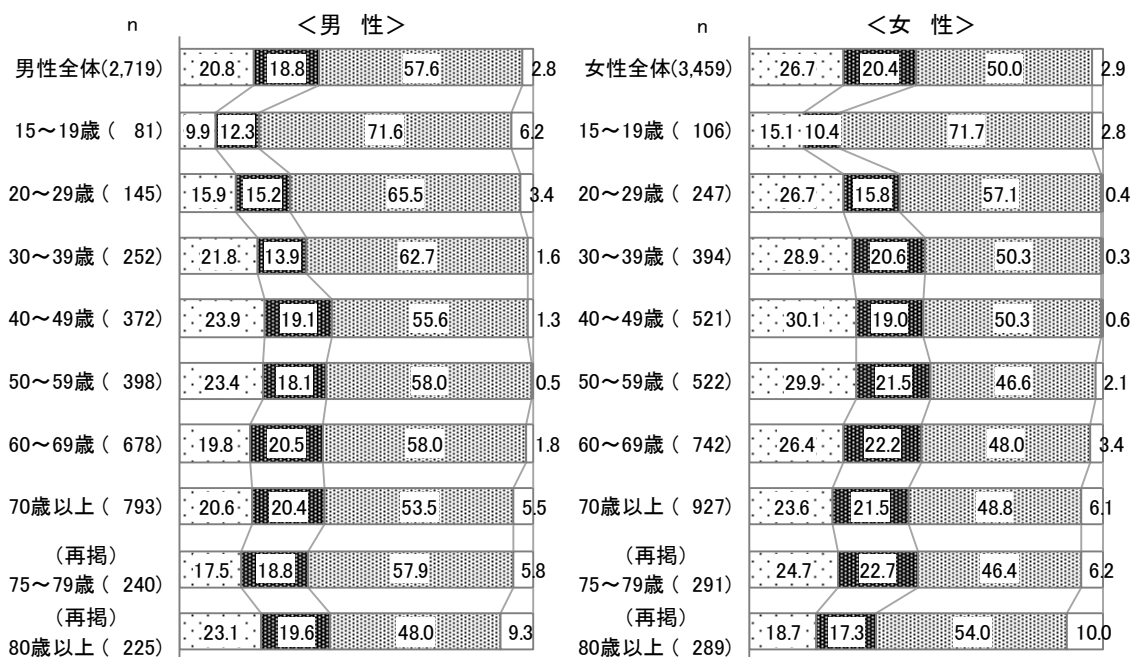 n ＜男 性＞
男性全体(2,719) 20.8 18.8 57.6 2.8
15～19歳( 81) 9.9 12.3 71.6 6.2
20～29歳( 145) 15.9 15.2 65.5 3.4
30～39歳( 252) 21.8 13.9 62.7 1.6
40～49歳( 372) 23.9 19.1 55.6 1.3
50～59歳( 398) 23.4 18.1 58.0 0.5
60～69歳( 678) 19.8 20.5 58.0 1.8
70歳以上( 793) 20.6 20.4 53.5 5.5
(再掲)
75～79歳( 240) 17.5 18.8 57.9 5.8
(再掲)
80歳以上( 225) 23.1 19.6 48.0 9.3
n ＜女 性＞
女性全体(3,459) 26.7 20.4 50.0 2.9
15～19歳( 106) 15.1 10.4 71.7 2.8
20～29歳( 247) 26.7 15.8 57.1 0.4
30～39歳( 394) 28.9 20.6 50.3 0.3
40～49歳( 521) 30.1 19.0 50.3 0.6
50～59歳( 522) 29.9 21.5 46.6 2.1
60～69歳( 742) 26.4 22.2 48.0 3.4
70歳以上( 927) 23.6 21.5 48.8 6.1
(再掲)
75～79歳( 291) 24.7 22.7 46.4 6.2
(再掲)
80歳以上( 289) 18.7 17.3 54.0 10.0